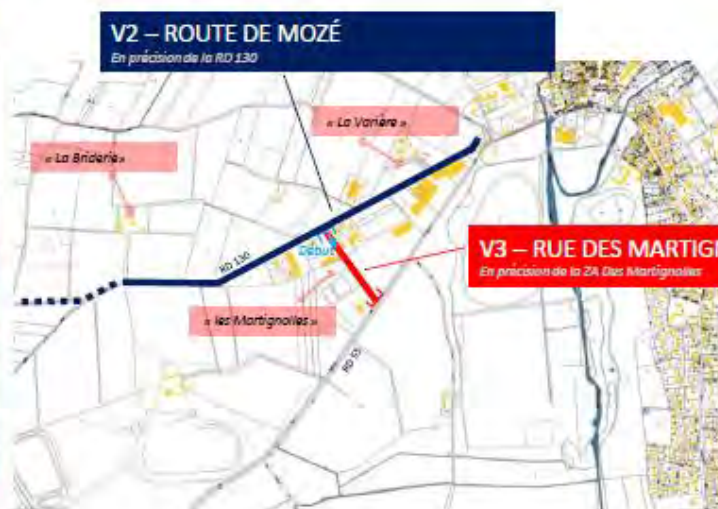 V2 – ROUTE DE MOZÉ
En précision de la RD 130
« La Varière »
« La Briderie »
Début
RD 130
V3 – RUE DES MARTIG
En précision de la ZA Des Martignolles
« les Martignolles »
RD 55